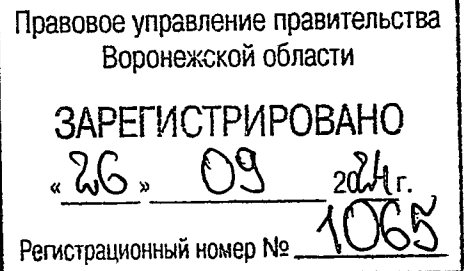 Правовое управление правительства
Воронежской области
ЗАРЕГИСТРИРОВАНО
« 26 » 09 2024 г.
Регистрационный номер № 1065